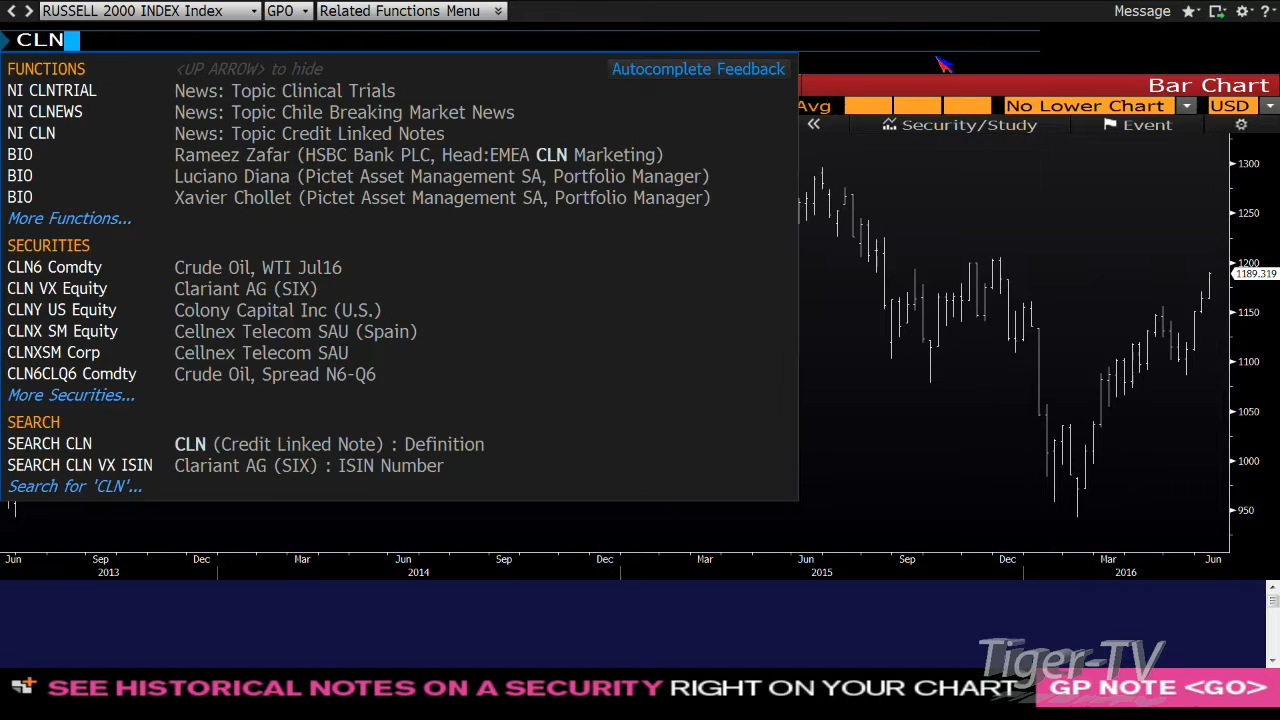 RUSSELL 2000 INDEX Index GPO Related Functions Menu Message ?
CLN
FUNCTIONS <UP ARROW> to hide Autocomplete Feedback
NI CLNTRIAL News: Topic Clinical Trials
NI CLNEWS News: Topic Chile Breaking Market News
NI CLN News: Topic Credit Linked Notes
BIO Rameez Zafar (HSBC Bank PLC, Head:EMEA CLN Marketing)
BIO Luciano Diana (Pictet Asset Management SA, Portfolio Manager)
BIO Xavier Chollet (Pictet Asset Management SA, Portfolio Manager)
More Functions...
SECURITIES
CLN6 Comdty Crude Oil, WTI Jul16
CLN VX Equity Clariant AG (SIX)
CLNY US Equity Colony Capital Inc (U.S.)
CLNX SM Equity Cellnex Telecom SAU (Spain)
CLNXSM Corp Cellnex Telecom SAU
CLN6CLQ6 Comdty Crude Oil, Spread N6-Q6
More Securities...
SEARCH
SEARCH CLN CLN (Credit Linked Note) : Definition
SEARCH CLN VX ISIN Clariant AG (SIX) : ISIN Number
Search for 'CLN'...
Bar Chart
Avg No Lower Chart USD
« Security/Study Event
1300
1250
1200
1189.319
1150
1100
1050
1000
950
Jun Sep Dec Mar Jun Sep Dec Mar Jun Sep Dec Mar Jun
2013 2014 2015 2016
Tiger-TV
SEE HISTORICAL NOTES ON A SECURITY RIGHT ON YOUR CHART GP NOTE <GO>